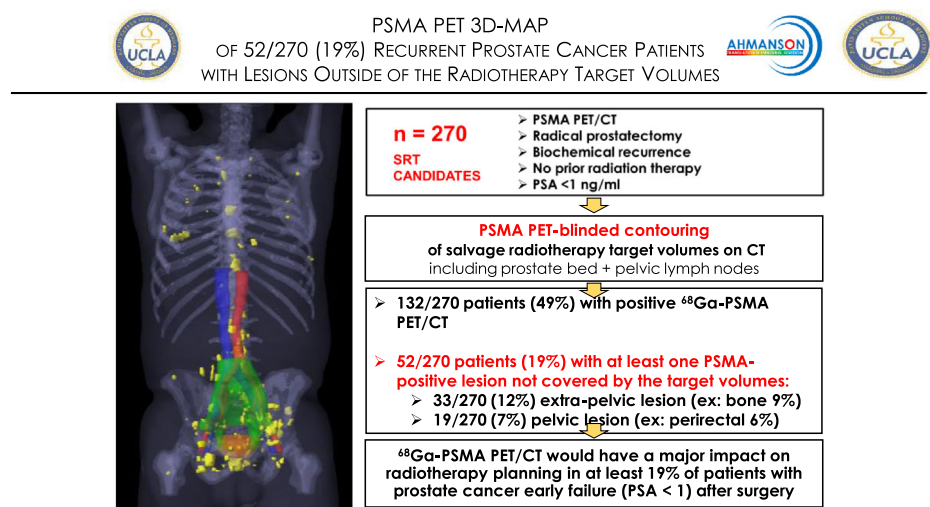 PSMA PET 3D-MAP
OF 52/270 (19%) RECURRENT PROSTATE CANCER PATIENTS
WITH LESIONS OUTSIDE OF THE RADIOTHERAPY TARGET VOLUMES
UCLA
AHMANSON
UCLA
n = 270
SRT
CANDIDATES
➢ PSMA PET/CT
➢ Radical prostatectomy
➢ Biochemical recurrence
➢ No prior radiation therapy
➢ PSA <1 ng/ml
PSMA PET-blinded contouring
of salvage radiotherapy target volumes on CT
including prostate bed + pelvic lymph nodes
➢ 132/270 patients (49%) with positive ⁶⁸Ga-PSMA
PET/CT
➢ 52/270 patients (19%) with at least one PSMA-
positive lesion not covered by the target volumes:
➢ 33/270 (12%) extra-pelvic lesion (ex: bone 9%)
➢ 19/270 (7%) pelvic lesion (ex: perirectal 6%)
⁶⁸Ga-PSMA PET/CT would have a major impact on
radiotherapy planning in at least 19% of patients with
prostate cancer early failure (PSA < 1) after surgery